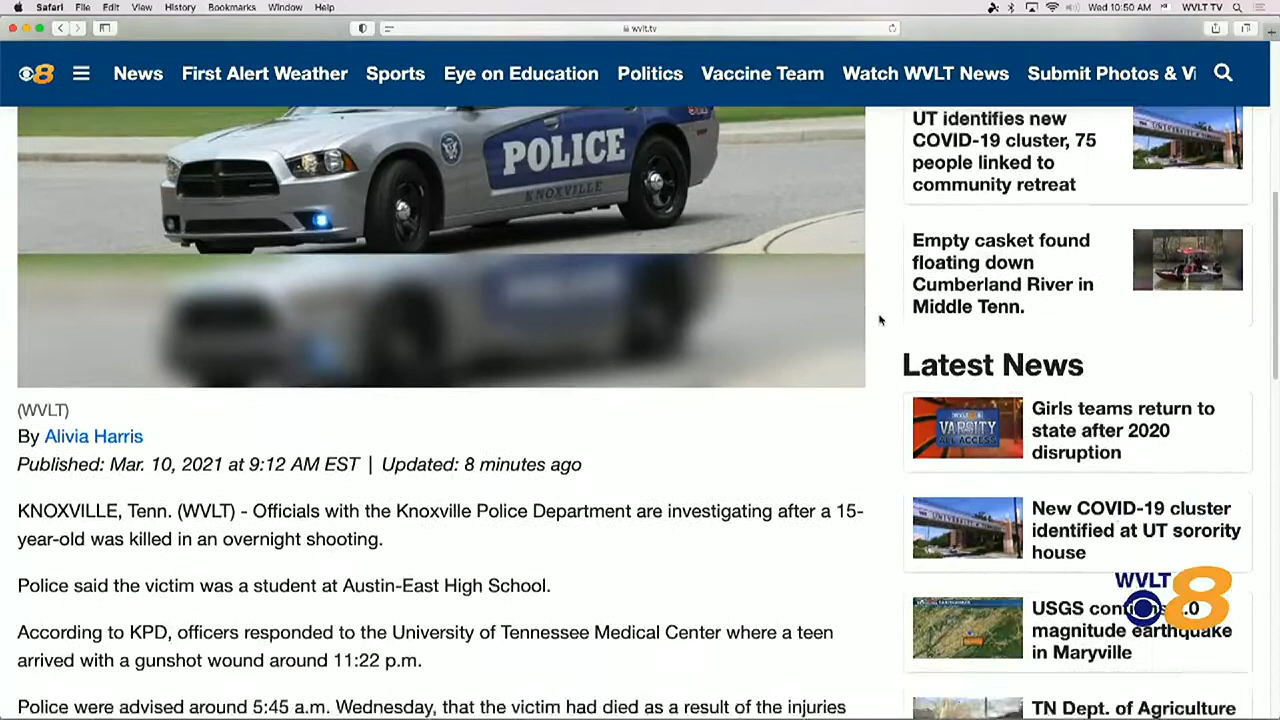 Safari File Edit View History Bookmarks Window Help
Wed 10:50 AM WVLT TV
wvlt.tv
8 News First Alert Weather Sports Eye on Education Politics Vaccine Team Watch WVLT News Submit Photos & Vi
POLICE
KNOXVILLE
(WVLT)
By Alivia Harris
Published: Mar. 10, 2021 at 9:12 AM EST | Updated: 8 minutes ago
KNOXVILLE, Tenn. (WVLT) - Officials with the Knoxville Police Department are investigating after a 15-
year-old was killed in an overnight shooting.
Police said the victim was a student at Austin-East High School.
According to KPD, officers responded to the University of Tennessee Medical Center where a teen
arrived with a gunshot wound around 11:22 p.m.
Police were advised around 5:45 a.m. Wednesday, that the victim had died as a result of the injuries
UT identifies new
COVID-19 cluster, 75
people linked to
community retreat
Empty casket found
floating down
Cumberland River in
Middle Tenn.
Latest News
VARSITY
ALL ACCESS
Girls teams return to
state after 2020
disruption
New COVID-19 cluster
identified at UT sorority
house
USGS .0
magnitude earthquake
in Maryville
TN Dept. of Agriculture
WVLT
8